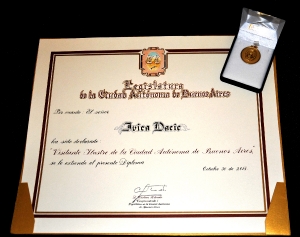 Legislatura
de la Ciudad Autónoma de Buenos Aires
Por cuanto: El señor
Ivica Dacic
ha sido declarado
"Visitante Ilustre de la Ciudad Autónoma de Buenos Aires",
se le extiende el presente Diploma
Octubre